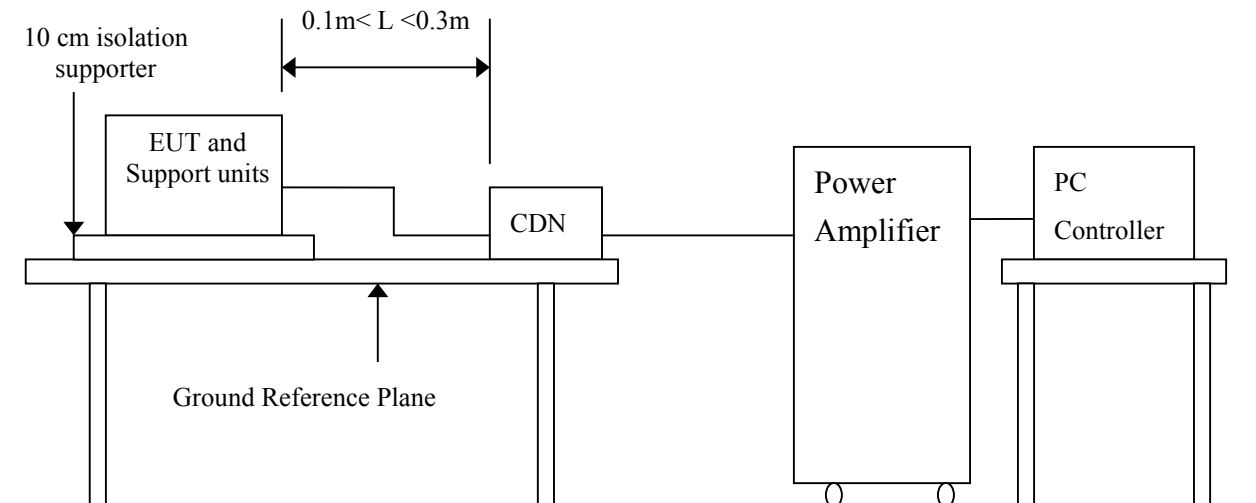 0.1m< L <0.3m
10 cm isolation
supporter
EUT and
Support units
CDN
Power
Amplifier
PC
Controller
Ground Reference Plane